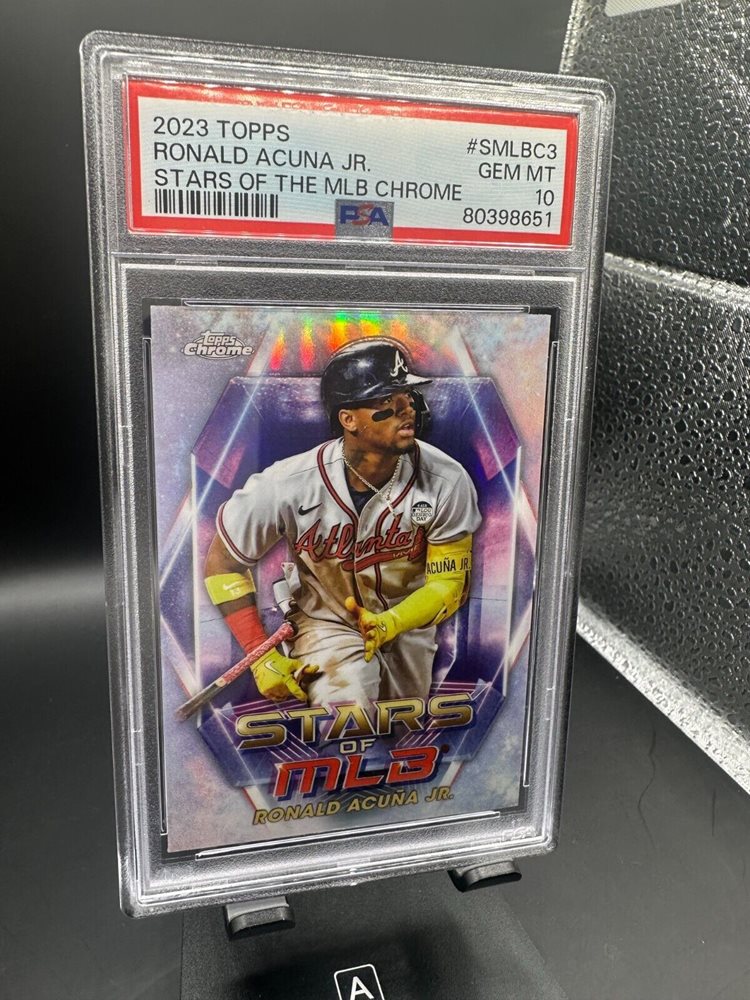 2023 TOPPS #SMLBC3
RONALD ACUNA JR. GEM MT
STARS OF THE MLB CHROME 10
PSA 80398651
Topps
Chrome
A
Atlanta
ACUÑA JR.
STARS
OF
MLB
RONALD ACUÑA JR.
A